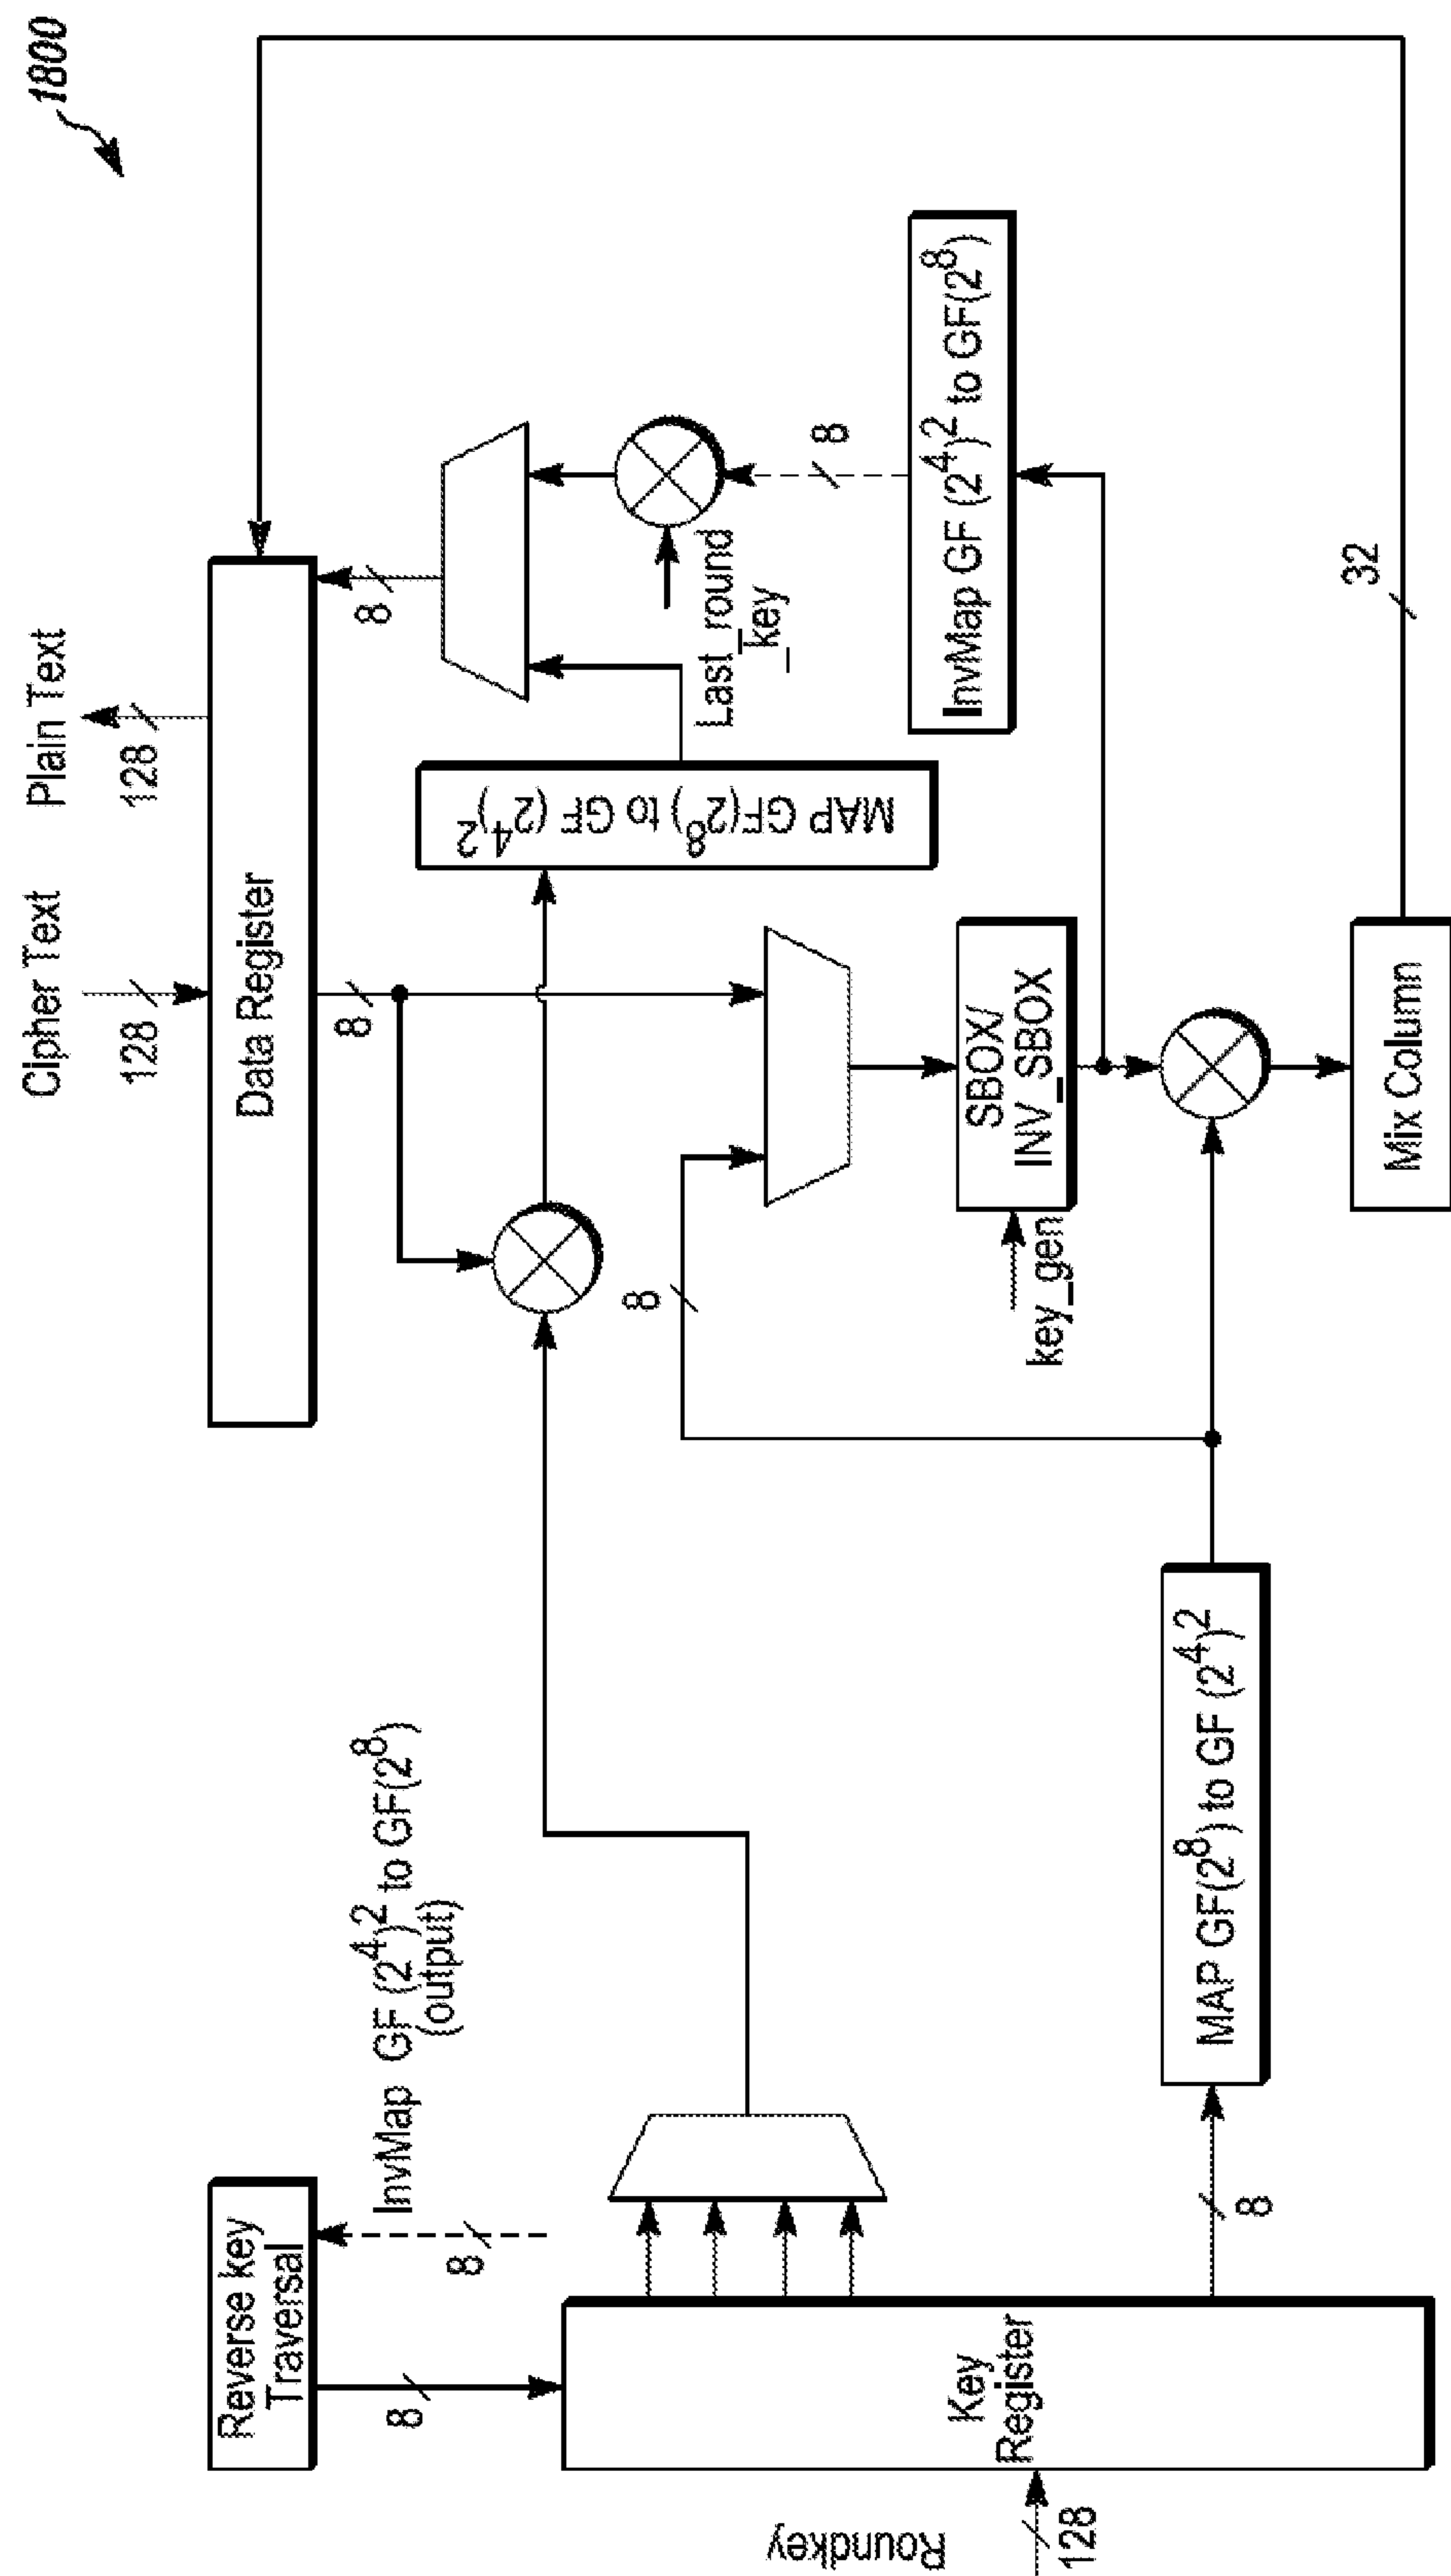 1800
Cipher Text
Plain Text
128
128
Data Register
8
8
Reverse key
Traversal
8
8
InvMap GF (2^4)^2 to GF(2^8)
(output)
MAP GF(2^8) to GF (2^4)^2
Last_round
_key
8
8
SBOX/
INV_SBOX
key_gen
InvMap GF (2^4)^2 to GF(2^8)
Key
Register
Roundkey
128
8
MAP GF(2^8) to GF (2^4)^2
Mix Column
32